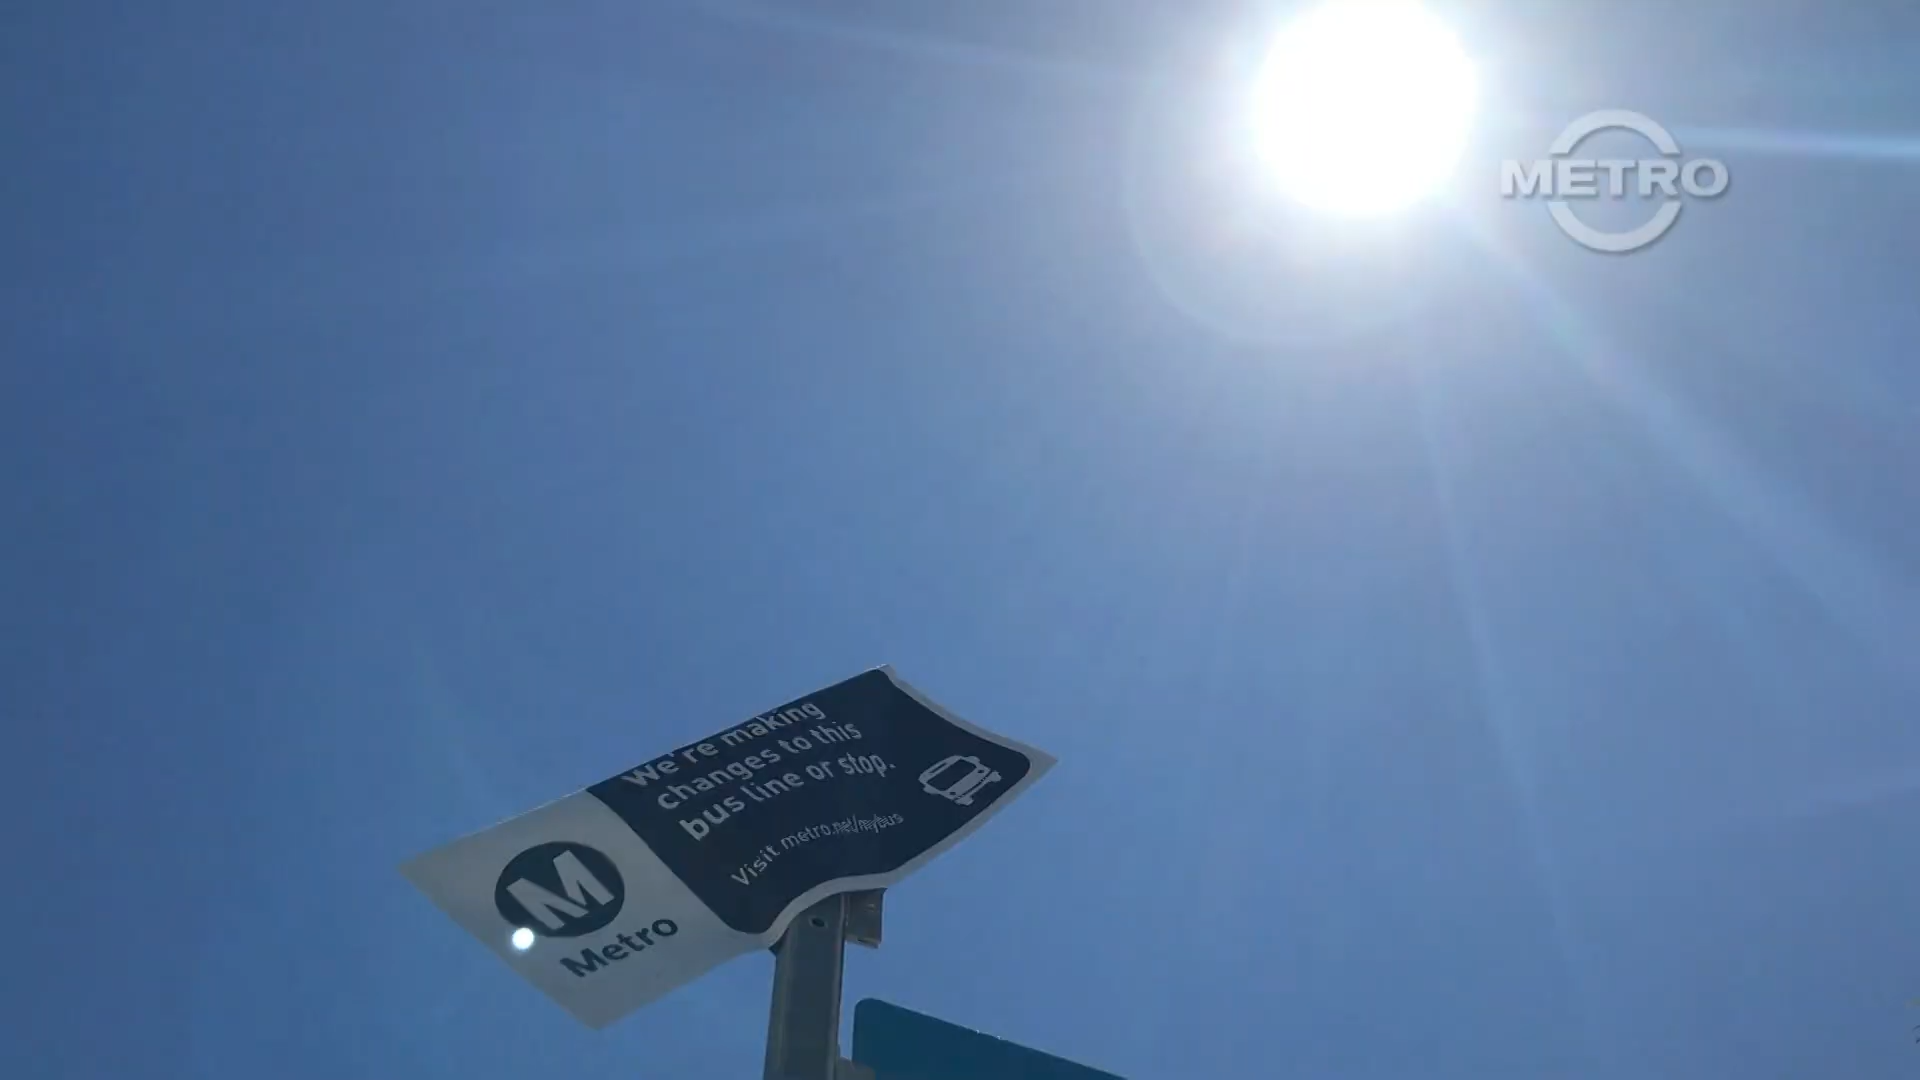 METRO
We're making
changes to this
bus line or stop.
Visit metro.net/mybus
M
Metro